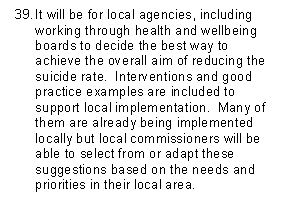 39. It will be for local agencies, including
working through health and wellbeing
boards to decide the best way to
achieve the overall aim of reducing the
suicide rate. Interventions and good
practice examples are included to
support local implementation. Many of
them are already being implemented
locally but local commissioners will be
able to select from or adapt these
suggestions based on the needs and
priorities in their local area.